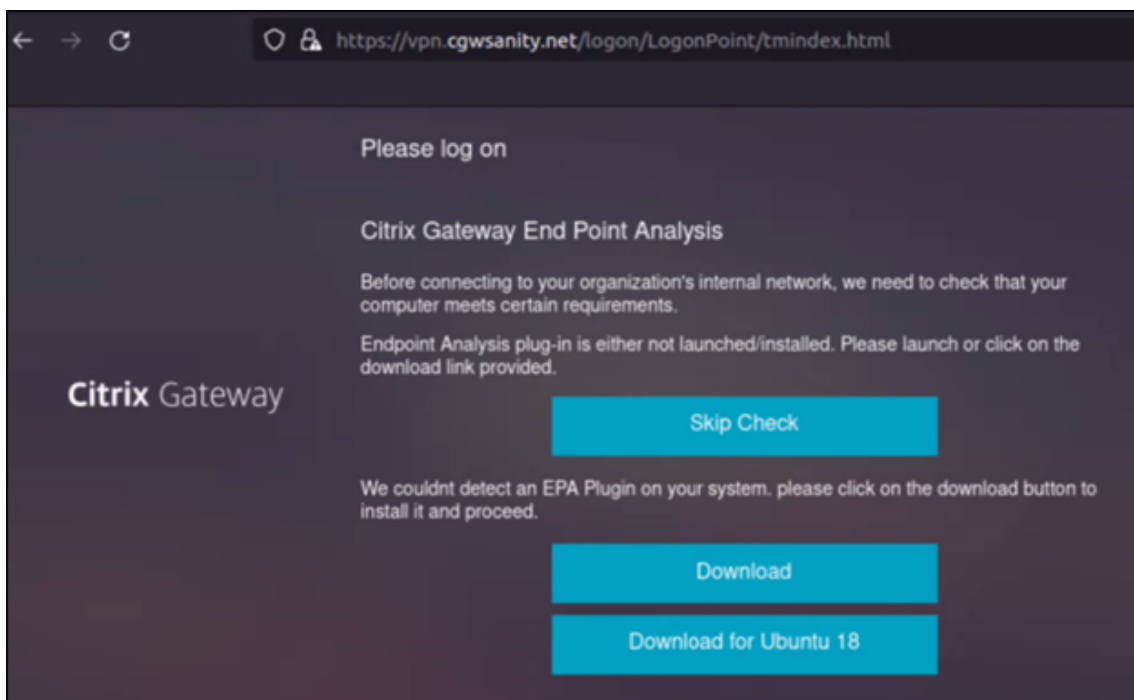 https://vpn.cgwsanity.net/logon/LogonPoint/tmindex.html
Please log on
Citrix Gateway End Point Analysis
Before connecting to your organization's internal network, we need to check that your
computer meets certain requirements.
Endpoint Analysis plug-in is either not launched/installed. Please launch or click on the
download link provided.
Citrix Gateway
Skip Check
We couldnt detect an EPA Plugin on your system. please click on the download button to
install it and proceed.
Download
Download for Ubuntu 18